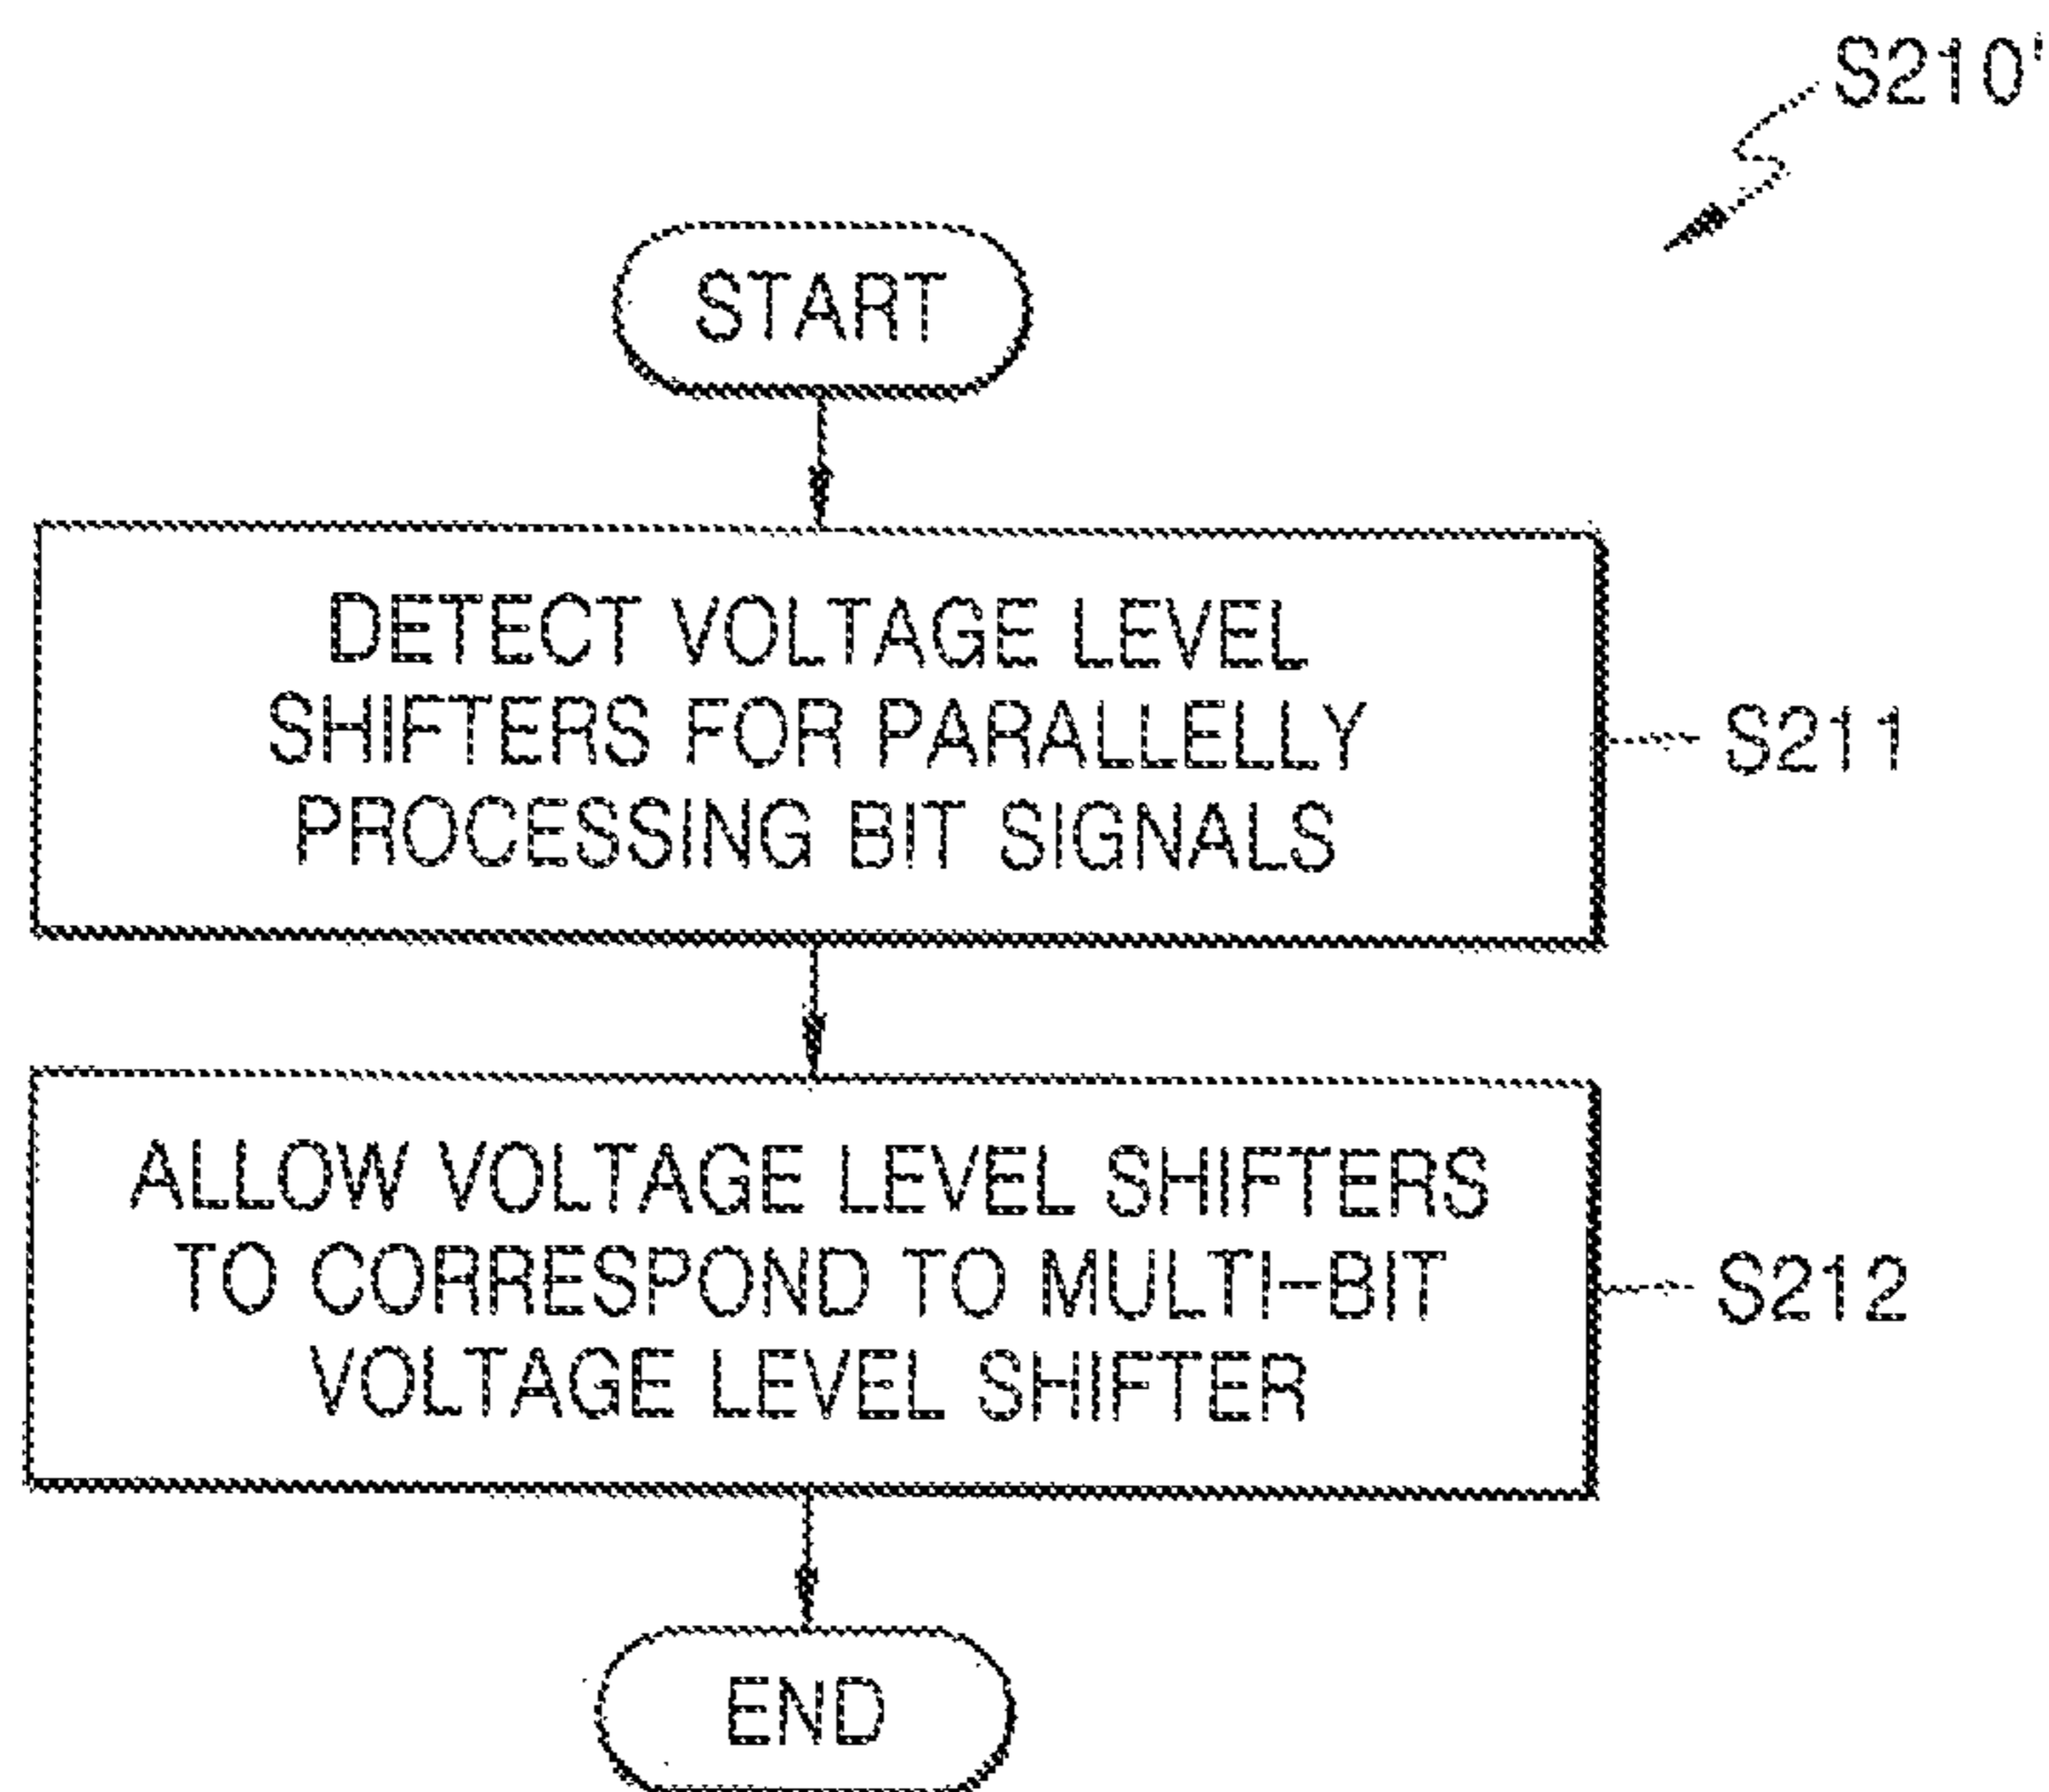 S210'
START
DETECT VOLTAGE LEVEL
SHIFTERS FOR PARALLELLY
PROCESSING BIT SIGNALS
S211
ALLOW VOLTAGE LEVEL SHIFTERS
TO CORRESPOND TO MULTI-BIT
VOLTAGE LEVEL SHIFTER
S212
END